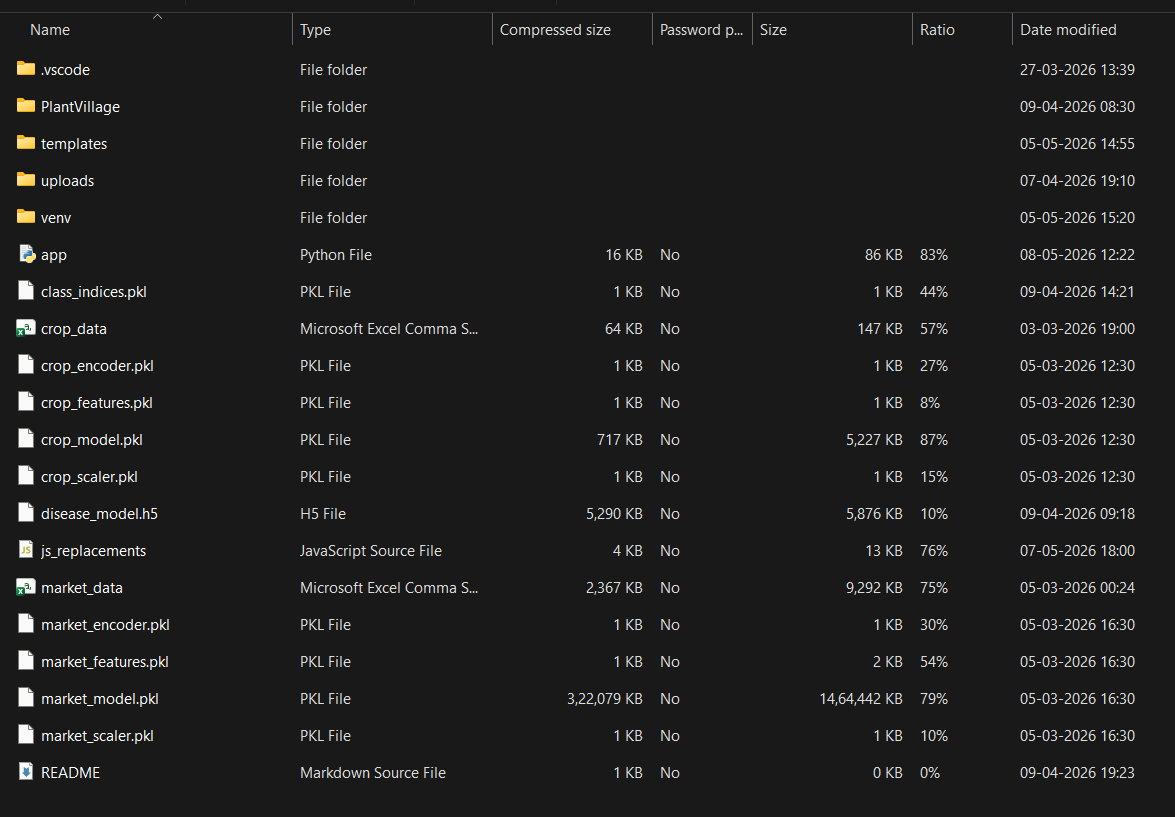 Name Type Compressed size Password p... Size Ratio Date modified
.vscode File folder 27-03-2026 13:39
PlantVillage File folder 09-04-2026 08:30
templates File folder 05-05-2026 14:55
uploads File folder 07-04-2026 19:10
venv File folder 05-05-2026 15:20
app Python File 16 KB No 86 KB 83% 08-05-2026 12:22
class_indices.pkl PKL File 1 KB No 1 KB 44% 09-04-2026 14:21
crop_data Microsoft Excel Comma S... 64 KB No 147 KB 57% 03-03-2026 19:00
crop_encoder.pkl PKL File 1 KB No 1 KB 27% 05-03-2026 12:30
crop_features.pkl PKL File 1 KB No 1 KB 8% 05-03-2026 12:30
crop_model.pkl PKL File 717 KB No 5,227 KB 87% 05-03-2026 12:30
crop_scaler.pkl PKL File 1 KB No 1 KB 15% 05-03-2026 12:30
disease_model.h5 H5 File 5,290 KB No 5,876 KB 10% 09-04-2026 09:18
js_replacements JavaScript Source File 4 KB No 13 KB 76% 07-05-2026 18:00
market_data Microsoft Excel Comma S... 2,367 KB No 9,292 KB 75% 05-03-2026 00:24
market_encoder.pkl PKL File 1 KB No 1 KB 30% 05-03-2026 16:30
market_features.pkl PKL File 1 KB No 2 KB 54% 05-03-2026 16:30
market_model.pkl PKL File 3,22,079 KB No 14,64,442 KB 79% 05-03-2026 16:30
market_scaler.pkl PKL File 1 KB No 1 KB 10% 05-03-2026 16:30
README Markdown Source File 1 KB No 0 KB 0% 09-04-2026 19:23